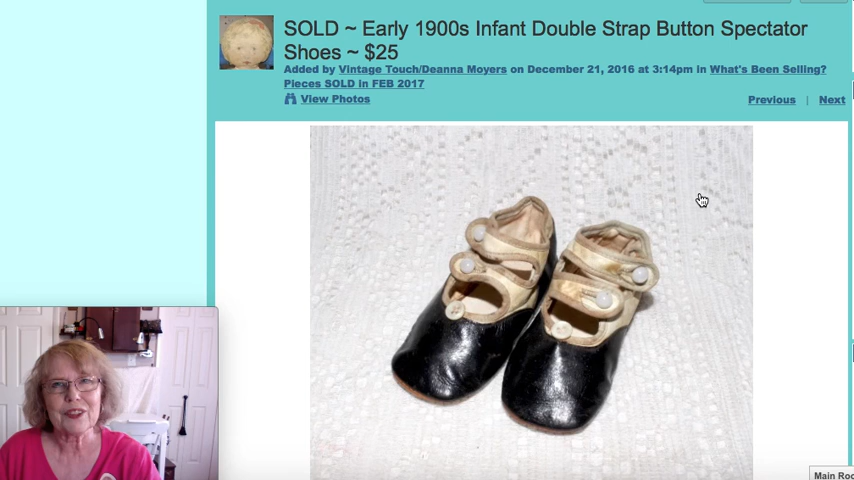 SOLD ~ Early 1900s Infant Double Strap Button Spectator
Shoes ~ $25
Added by Vintage Touch/Deanna Moyers on December 21, 2016 at 3:14pm in What's Been Selling?
Pieces SOLD in FEB 2017
View Photos
Previous | Next
Main Roo